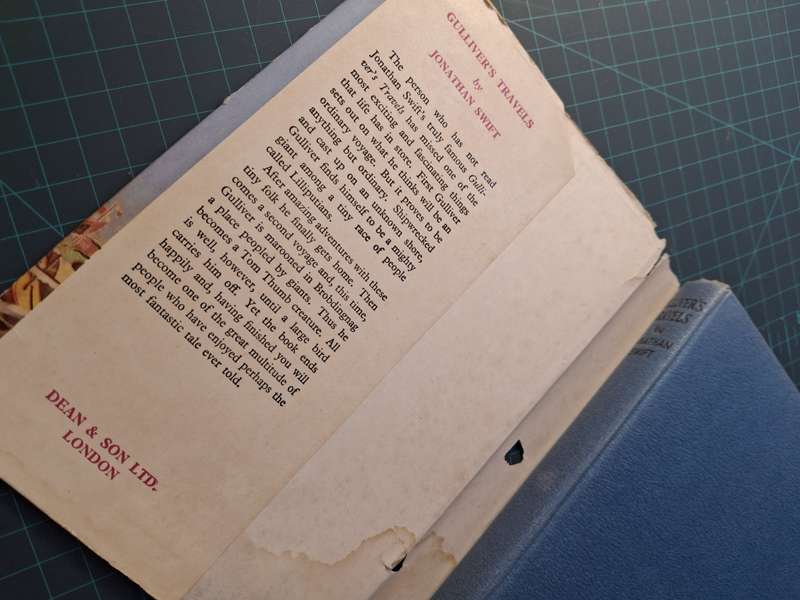 GULLIVER'S TRAVELS
by
JONATHAN SWIFT
The person who has not read
Jonathan Swift's truly famous Gulli-
ver's Travels has missed one of the
most exciting and fascinating things
that life has in store. First Gulliver
sets out on what he thinks will be an
ordinary voyage. But it proves to be
anything but ordinary. Shipwrecked
and cast up on an unknown shore,
Gulliver finds himself to be a mighty
giant among a tiny race of people
called Lilliputians.
After amazing adventures with these
tiny folk he finally gets home. Then
comes a second voyage and, this time,
Gulliver is marooned in Brobdingnag
a place peopled by giants. Thus he
becomes a Tom Thumb creature. All
is well, however, until a large bird
carries him off. Yet the book ends
happily and, having finished you will
become one of the great multitude of
people who have enjoyed perhaps the
most fantastic tale ever told.
DEAN & SON LTD.
LONDON
GULLIVER'S
TRAVELS
by
JONATHAN
SWIFT